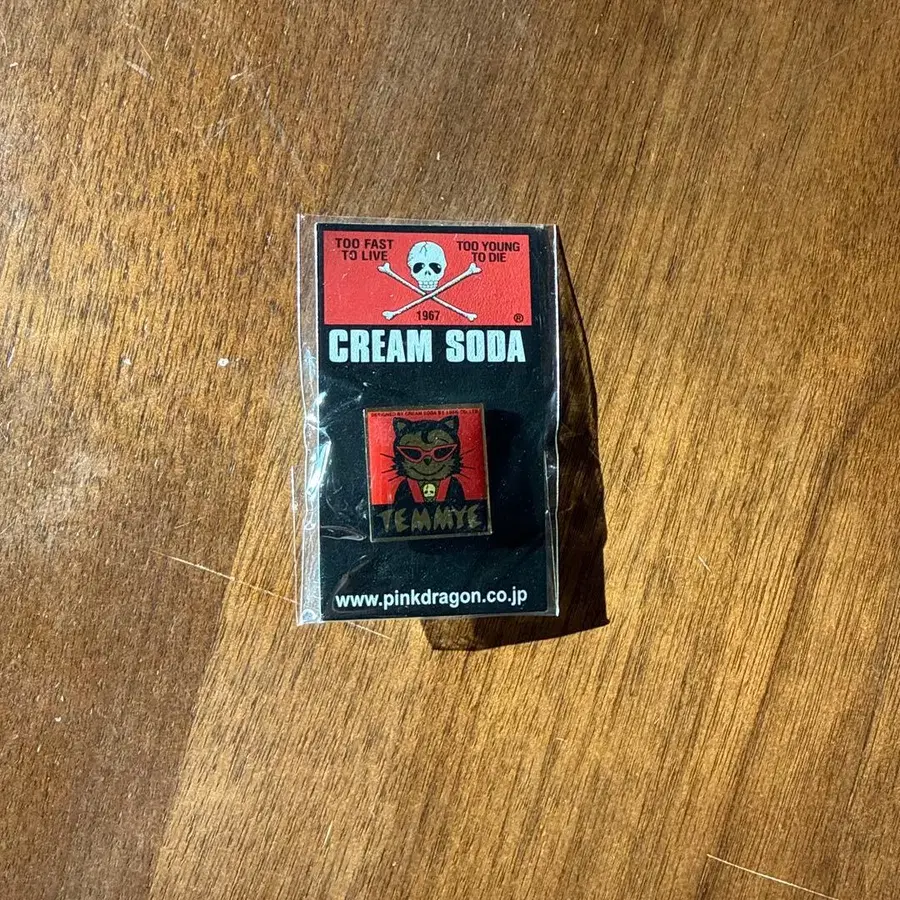 TOO FAST
TO LIVE
TOO YOUNG
TO DIE
1967
®
CREAM SODA
TEMMYE
www.pinkdragon.co.jp